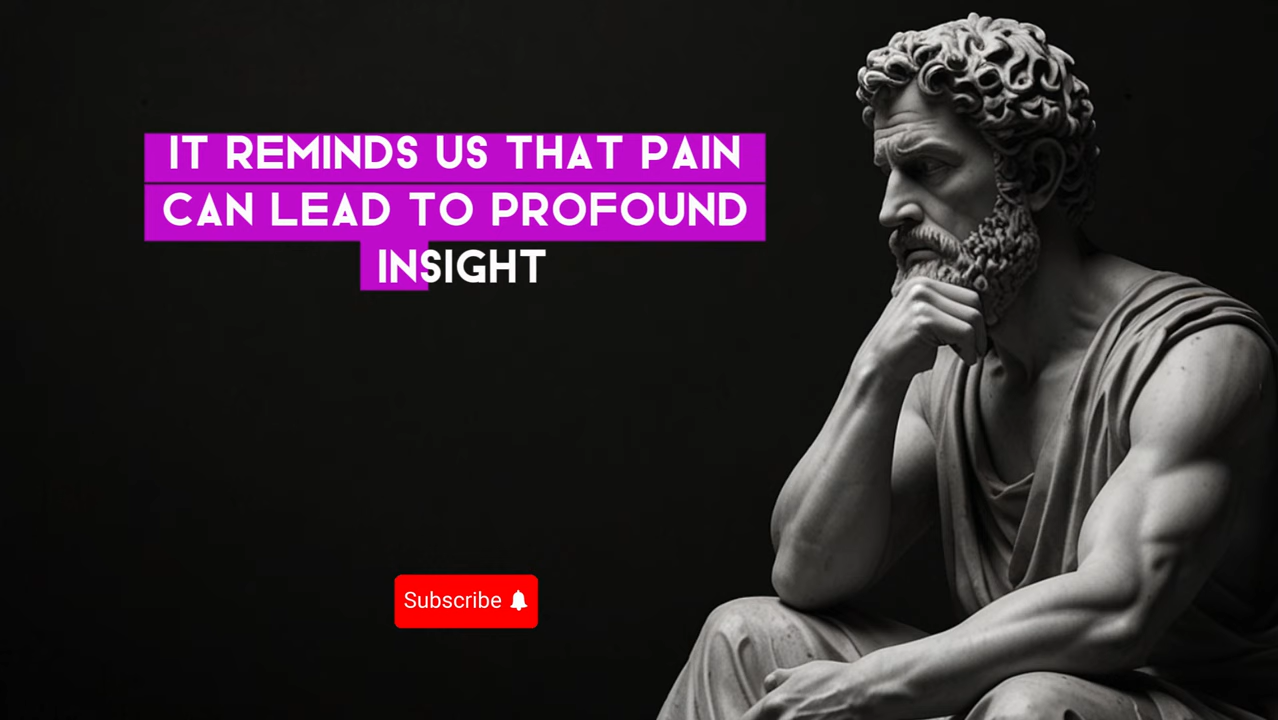 IT REMINDS US THAT PAIN
CAN LEAD TO PROFOUND
INSIGHT
Subscribe